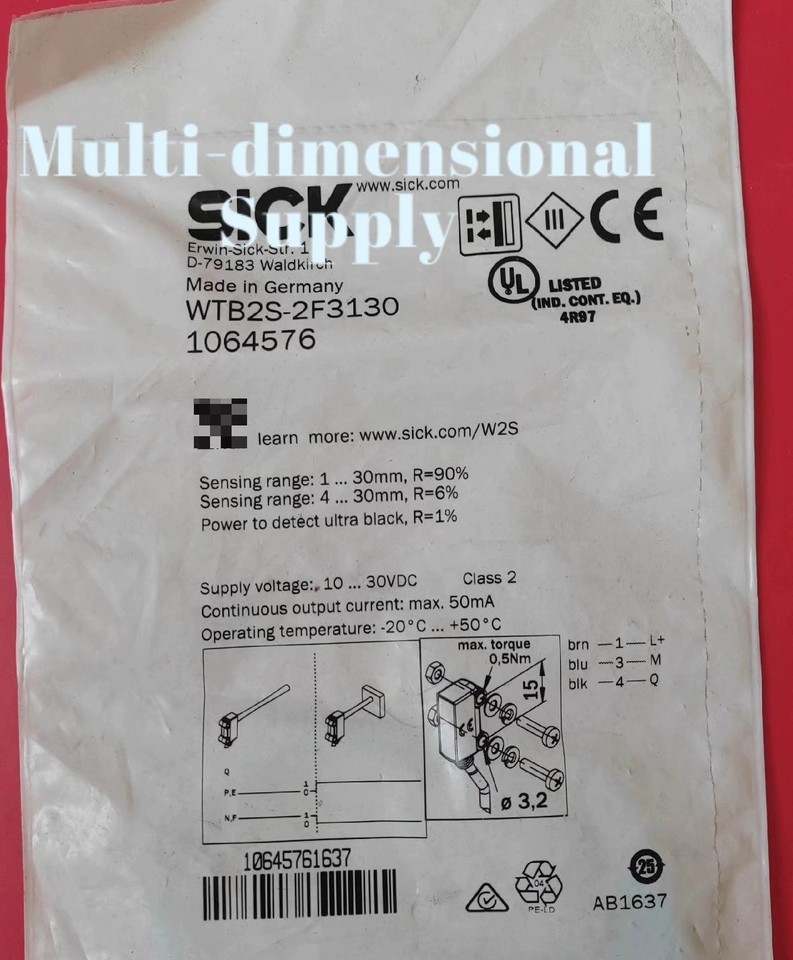 Multi-dimensional
Supply
SICK
www.sick.com
Erwin-Sick-Str. 1
D-79183 Waldkirch
Made in Germany
WTB2S-2F3130
1064576
III
CE
UL
LISTED
(IND. CONT. EQ.)
4R97
learn more: www.sick.com/W2S
Sensing range: 1 ... 30mm, R=90%
Sensing range: 4 ... 30mm, R=6%
Power to detect ultra black, R=1%
Supply voltage: 10 ... 30VDC Class 2
Continuous output current: max. 50mA
Operating temperature: -20°C ... +50°C
Q
P,E 1
0
N,F 1
0
max. torque
0,5Nm
15
CE
ø 3,2
brn — 1 — L+
blu — 3 — M
blk — 4 — Q
10645761637
04
PE-LD
25
AB1637